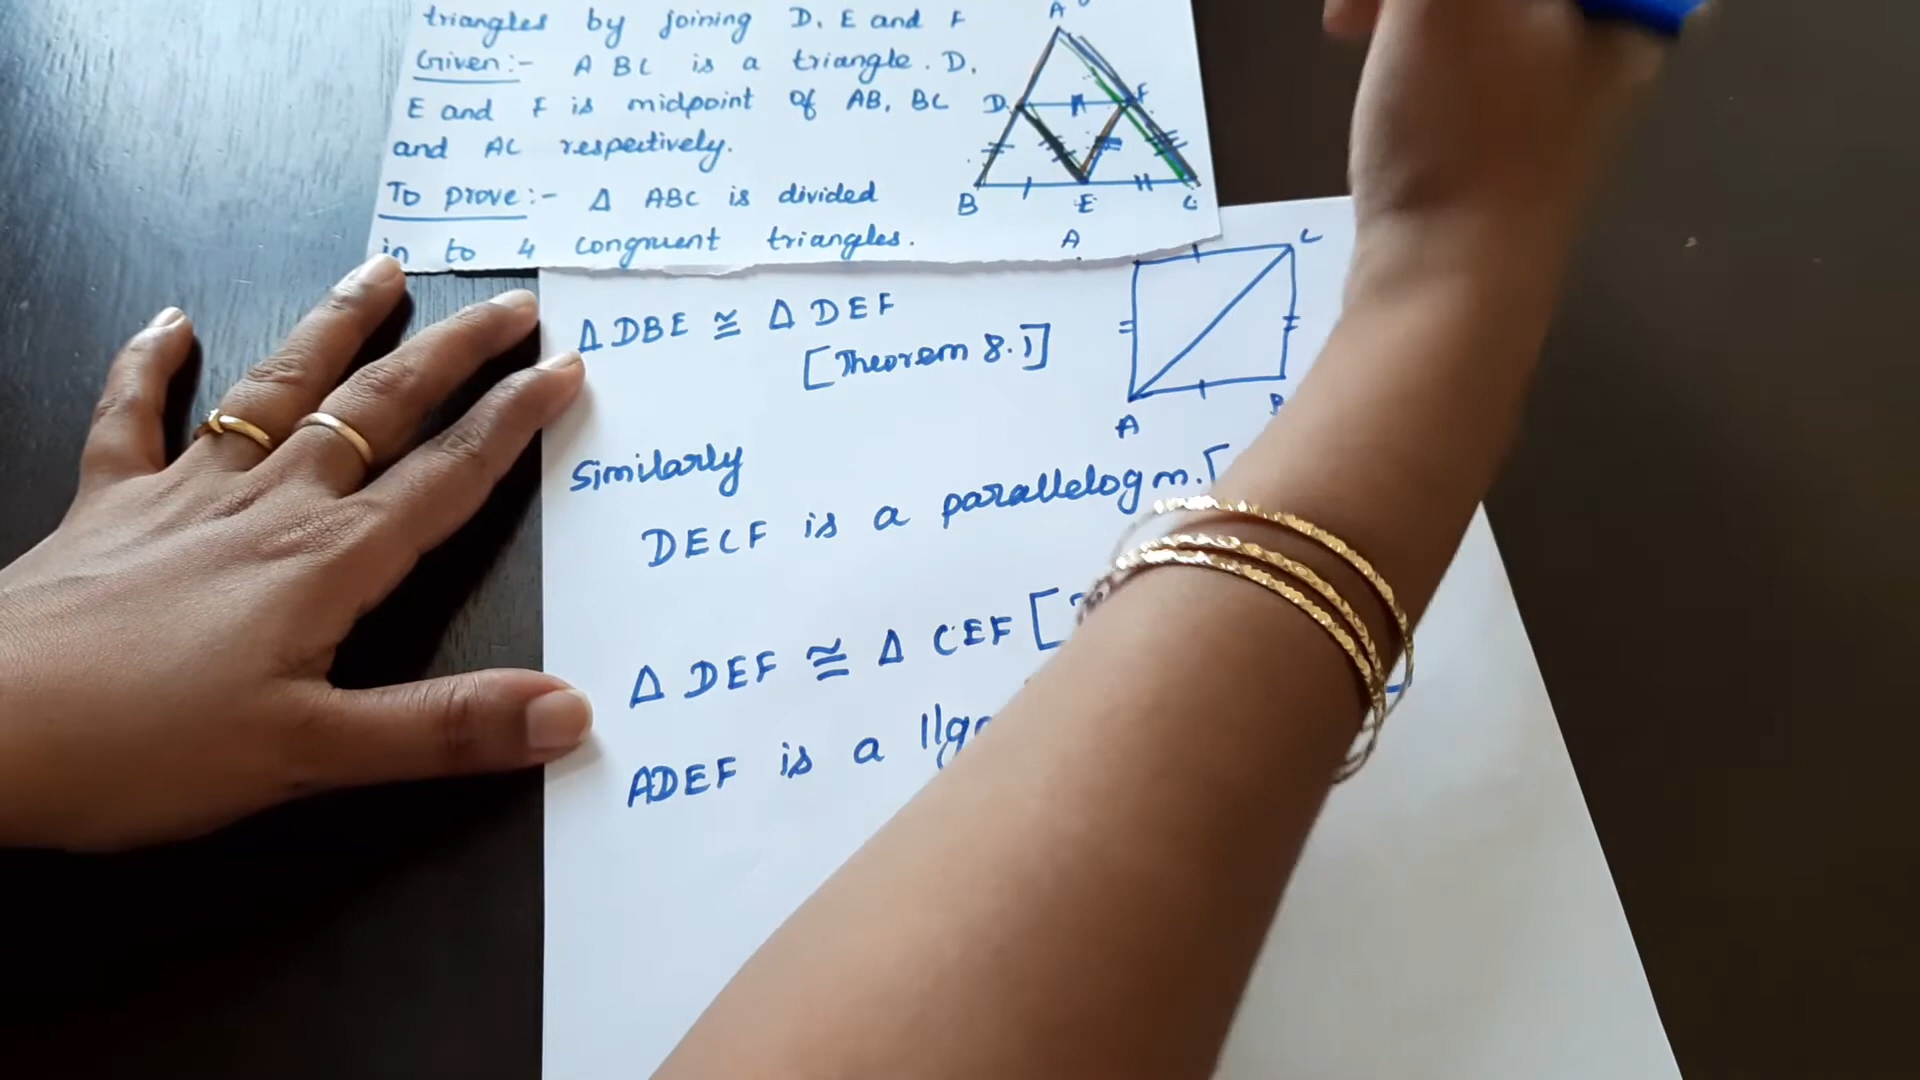 triangles by joining D, E and F
Given:- ABC is a triangle. D,
E and F is midpoint of AB, BC
and AC respectively.
To prove:- Δ ABC is divided
in to 4 congruent triangles.
A
D
F
B
E
C
A
C
A
B
Δ DBE ≅ Δ DEF
[Theorem 8.1]
Similarly
DECF is a parallelogm. [
Δ DEF ≅ Δ CEF [
ADEF is a